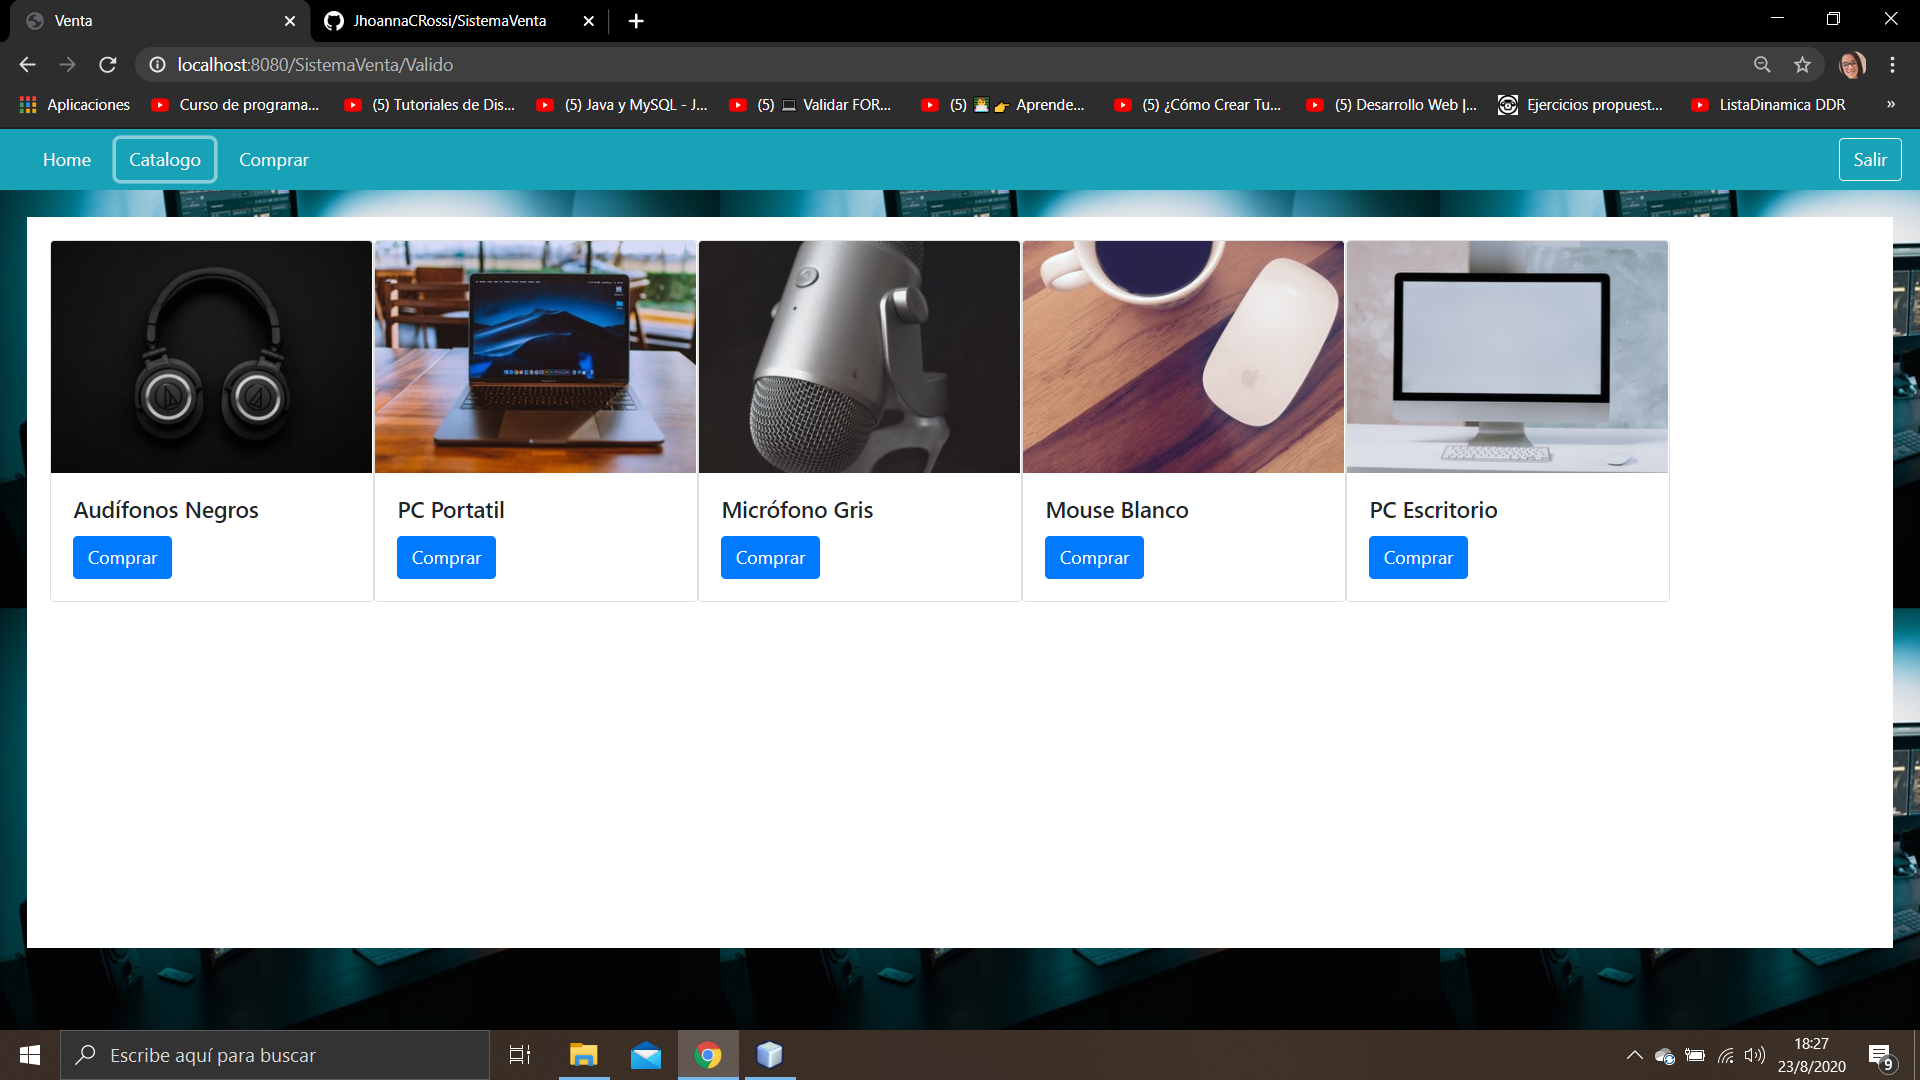 Venta
JhoannaCRossi/SistemaVenta
localhost:8080/SistemaVenta/Valido
Aplicaciones
Curso de programa...
(5) Tutoriales de Dis...
(5) Java y MySQL - J...
(5) 💻 Validar FOR...
(5) 👨‍💻 👉 Aprende...
(5) ¿Cómo Crear Tu...
(5) Desarrollo Web |...
Ejercicios propuest...
ListaDinamica DDR
»
Home
Catalogo
Comprar
Salir
Audífonos Negros
PC Portatil
Micrófono Gris
Mouse Blanco
PC Escritorio
Comprar
Comprar
Comprar
Comprar
Comprar
Escribe aquí para buscar
18:27
23/8/2020
9